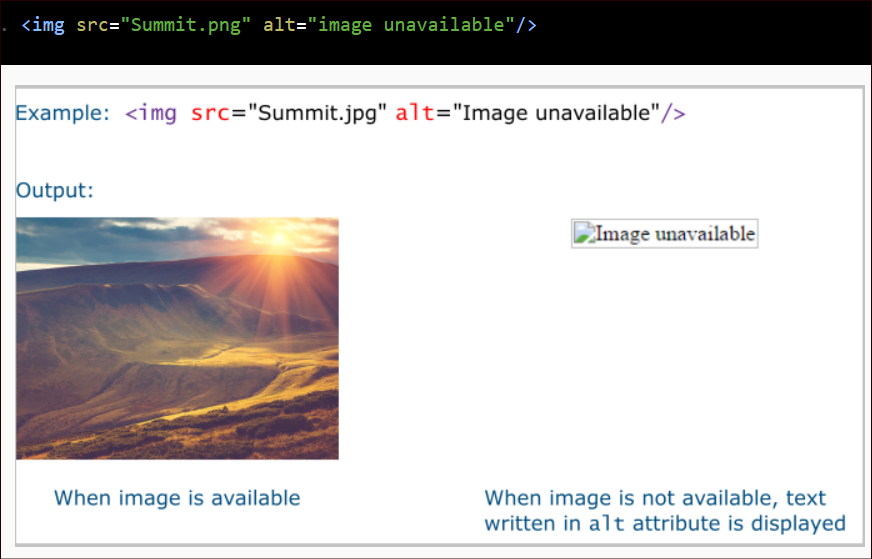 . <img src="Summit.png" alt="image unavailable"/>
Example: <img src="Summit.jpg" alt="Image unavailable"/>
Output:
Image unavailable
When image is available
When image is not available, text
written in alt attribute is displayed